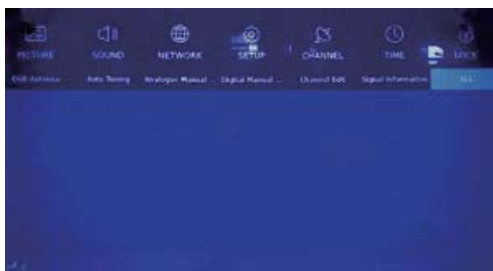 PICTURE SOUND NETWORK SETUP CHANNEL TIME LOCK
DVB Antenna Auto Tuning Analogue Manual ... Digital Manual ... Channel Edit Signal Information